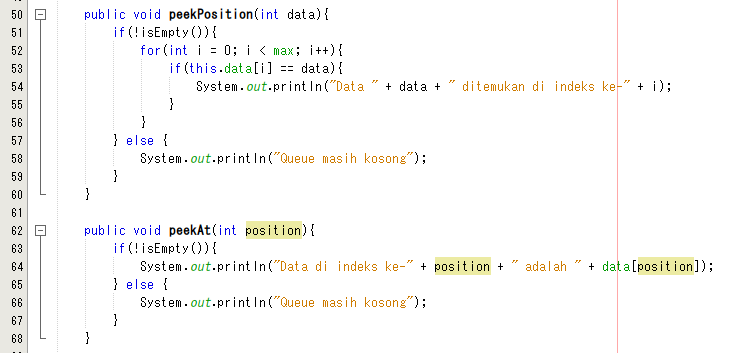 50 public void peekPosition(int data){
51 if(!isEmpty()){
52 for(int i = 0; i < max; i++){
53 if(this.data[i] == data){
54 System.out.println("Data " + data + " ditemukan di indeks ke-" + i);
55 }
56 }
57 } else {
58 System.out.println("Queue masih kosong");
59 }
60 }
61
62 public void peekAt(int position){
63 if(!isEmpty()){
64 System.out.println("Data di indeks ke-" + position + " adalah " + data[position]);
65 } else {
66 System.out.println("Queue masih kosong");
67 }
68 }